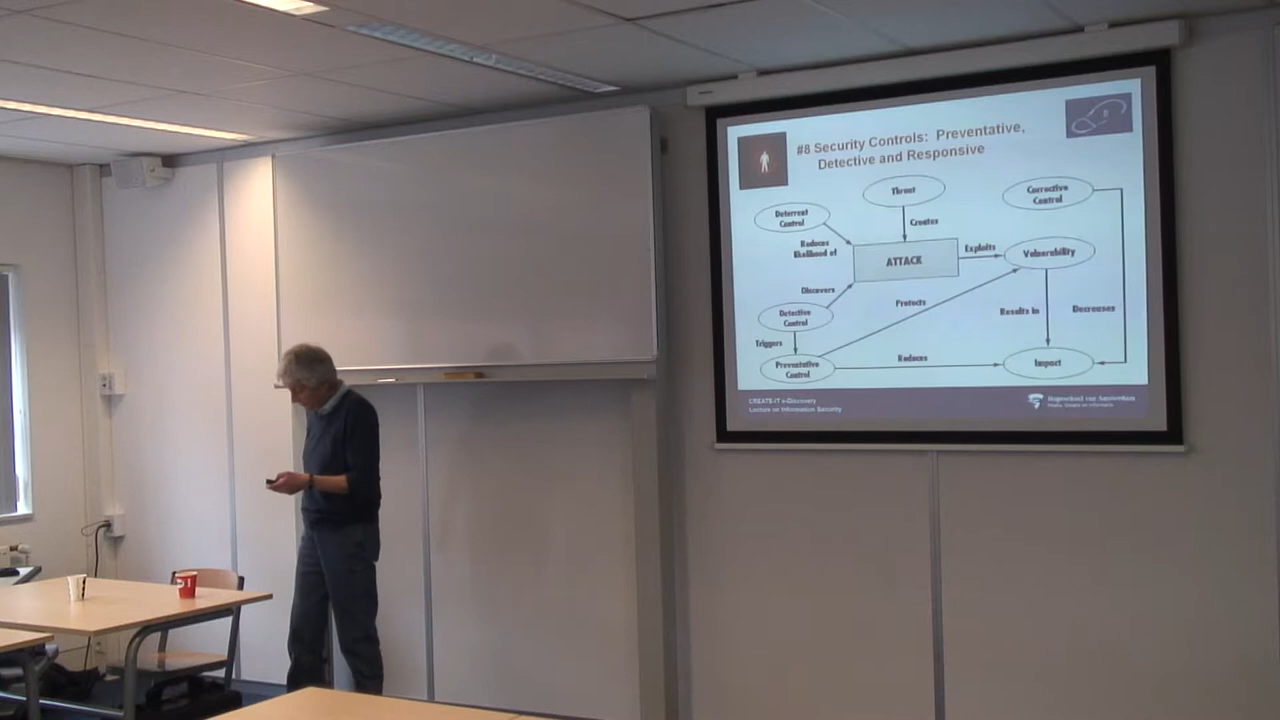 #8 Security Controls: Preventative,
Detective and Responsive
Threat
Corrective
Control
Deterrent
Control
Creates
Reduces
likelihood of
ATTACK
Exploits
Vulnerability
Discovers
Protects
Detective
Control
Results in
Decreases
Triggers
Preventative
Control
Reduces
Impact
CREATE-IT e-Discovery
Lecture on Information Security
Hogeschool van Amsterdam